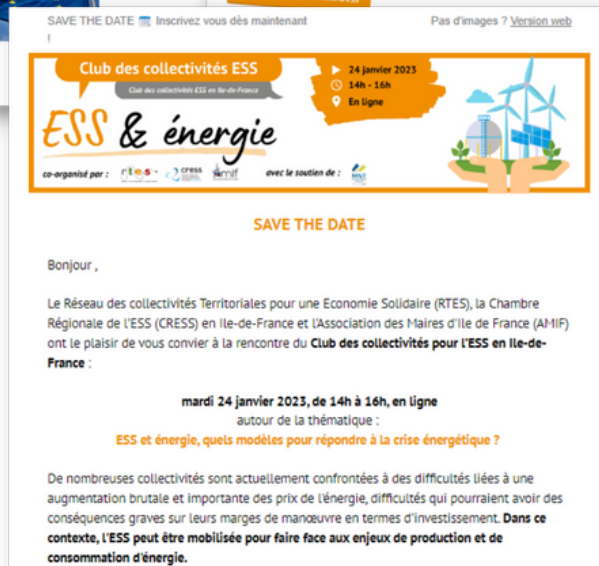 SAVE THE DATE Inscrivez vous dès maintenant
!
Pas d'images ? Version web
Club des collectivités ESS
Club des collectivités ESS en Ile-de-France
24 janvier 2023
14h - 16h
En ligne
ESS & énergie
co-organisé par : rtes cress amif avec le soutien de : MNT
SAVE THE DATE
Bonjour ,
Le Réseau des collectivités Territoriales pour une Economie Solidaire (RTES), la Chambre
Régionale de l'ESS (CRESS) en Ile-de-France et l'Association des Maires d'Ile de France (AMIF)
ont le plaisir de vous convier à la rencontre du Club des collectivités pour l'ESS en Ile-de-
France :
mardi 24 janvier 2023, de 14h à 16h, en ligne
autour de la thématique :
ESS et énergie, quels modèles pour répondre à la crise énergétique ?
De nombreuses collectivités sont actuellement confrontées à des difficultés liées à une
augmentation brutale et importante des prix de l'énergie, difficultés qui pourraient avoir des
conséquences graves sur leurs marges de manœuvre en termes d'investissement. Dans ce
contexte, l'ESS peut être mobilisée pour faire face aux enjeux de production et de
consommation d'énergie.